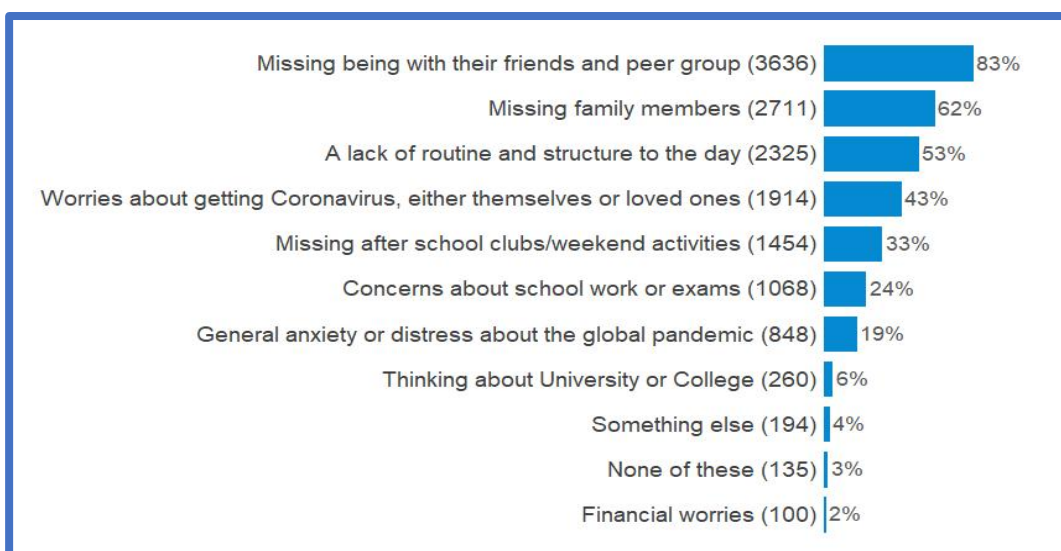 Missing being with their friends and peer group (3636) 83%
Missing family members (2711) 62%
A lack of routine and structure to the day (2325) 53%
Worries about getting Coronavirus, either themselves or loved ones (1914) 43%
Missing after school clubs/weekend activities (1454) 33%
Concerns about school work or exams (1068) 24%
General anxiety or distress about the global pandemic (848) 19%
Thinking about University or College (260) 6%
Something else (194) 4%
None of these (135) 3%
Financial worries (100) 2%